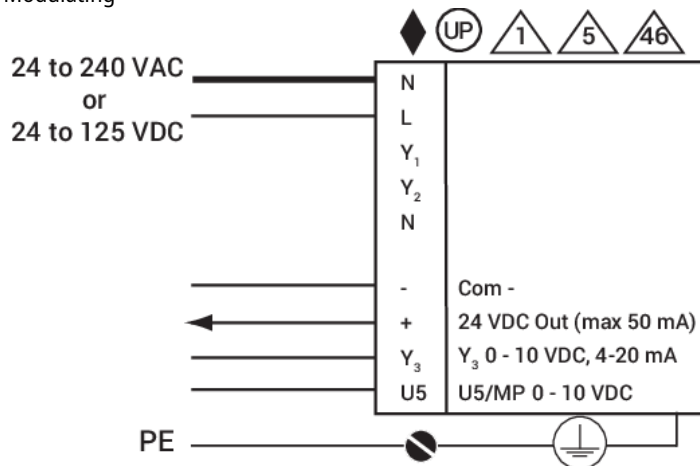 Modulating
UP 1 5 46
24 to 240 VAC
or
24 to 125 VDC
N
L
Y₁
Y₂
N
- Com -
+ 24 VDC Out (max 50 mA)
Y₃ Y₃ 0 - 10 VDC, 4-20 mA
U5 U5/MP 0 - 10 VDC
PE